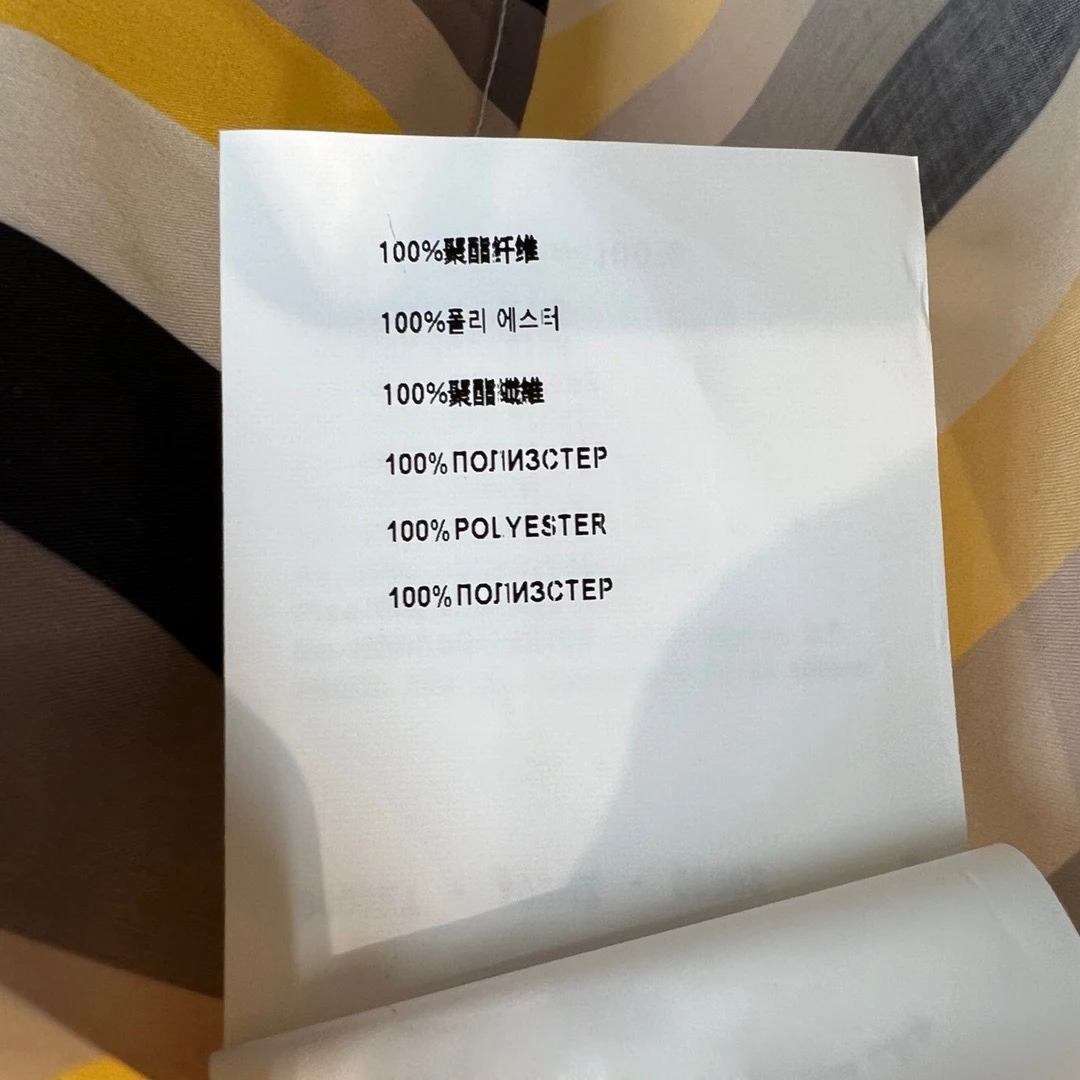 100%聚酯纤维
100%폴리 에스터
100%聚酯纖維
100%ПОЛИЗСТЕР
100%POLYESTER
100%ПОЛИЗСТЕР